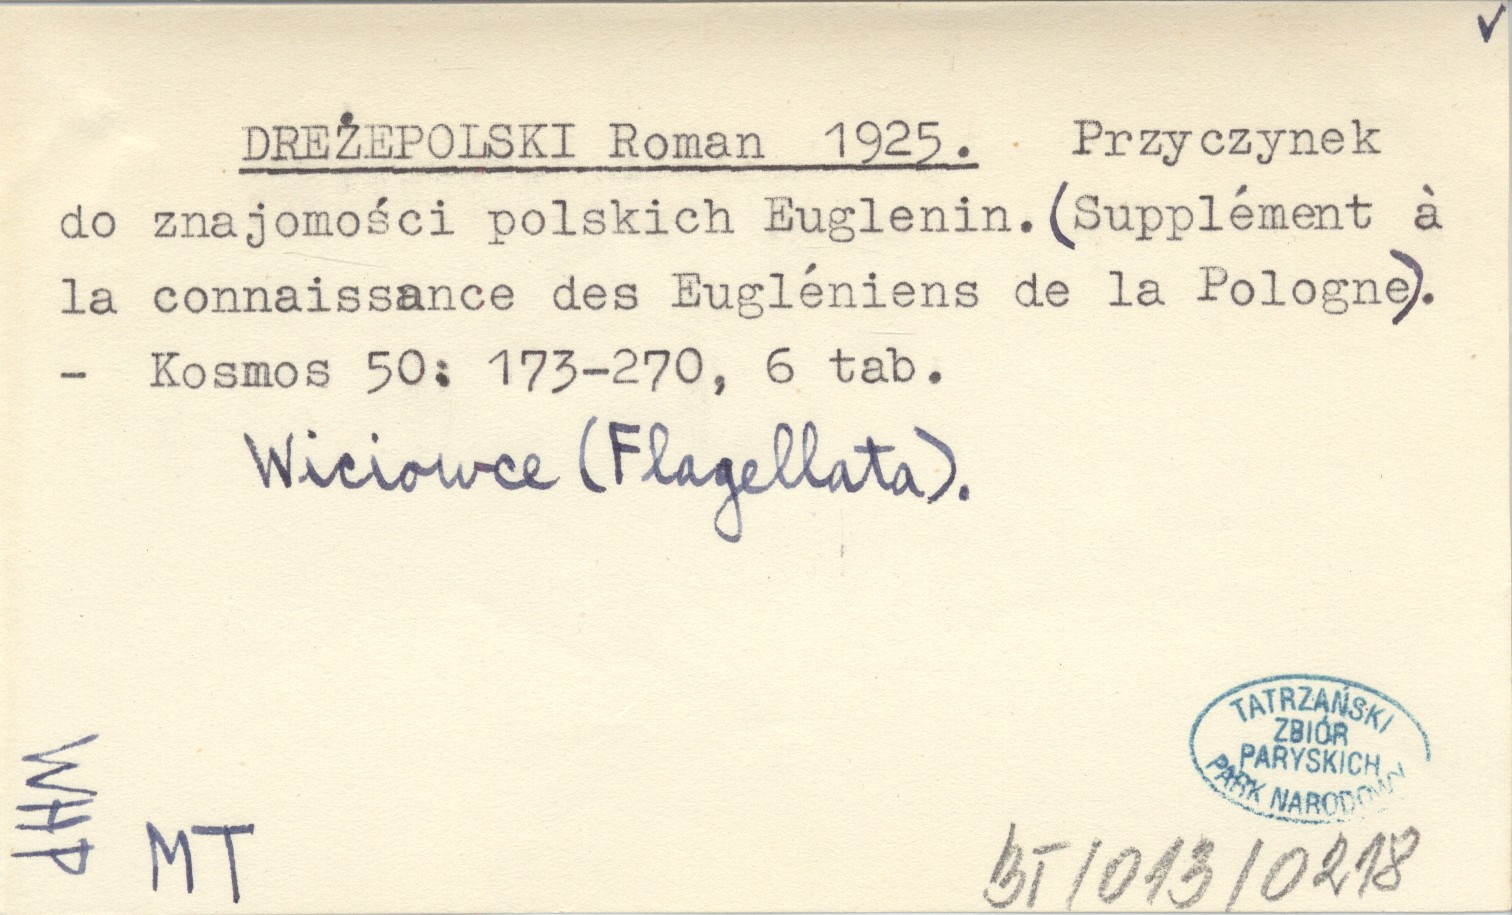 ✓
DREŻEPOLSKI Roman 1925. Przyczynek
do znajomości polskich Euglenin. (Supplément à
la connaissance des Eugléniens de la Pologne).
- Kosmos 50: 173-270, 6 tab.
Wiciowce (Flagellata).
TATRZAŃSKI
ZBIÓR
PARYSKICH
PARK NARODOWY
WHP
MT
BT/013/0218